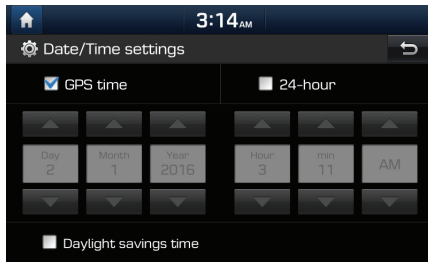 3:14AM
Date/Time settings
GPS time 24-hour
Day Month Year Hour min
2 1 2016 3 11 AM
Daylight savings time